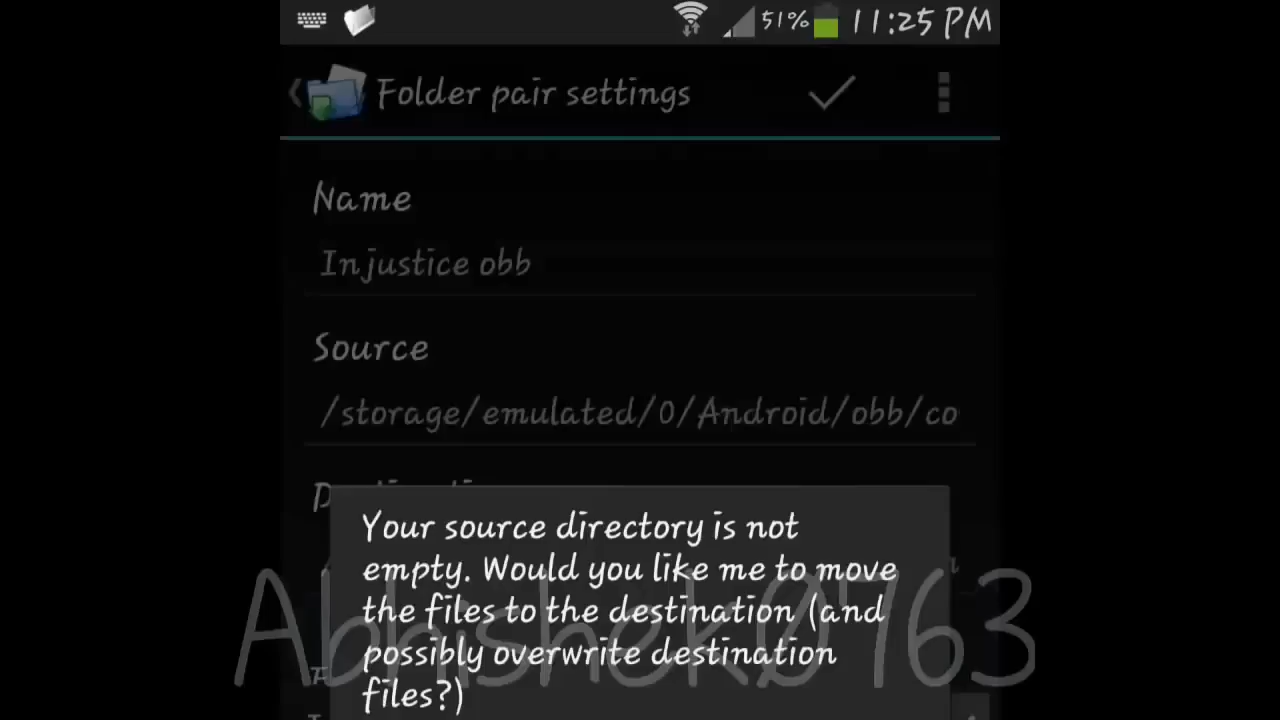 51% 11:25 PM
Folder pair settings
Name
Injustice obb
Source
/storage/emulated/0/Android/obb/co
Your source directory is not
empty. Would you like me to move
the files to the destination (and
possibly overwrite destination
files?)
Abhishek0763